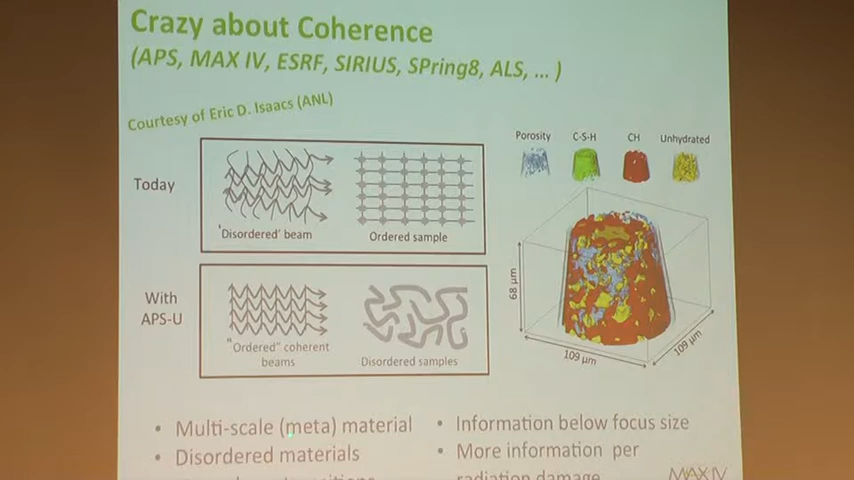 Crazy about Coherence
(APS, MAX IV, ESRF, SIRIUS, SPring8, ALS, ... )
Courtesy of Eric D. Isaacs (ANL)
Today
'Disordered' beam
Ordered sample
With
APS-U
"Ordered" coherent
beams
Disordered samples
Porosity
C-S-H
CH
Unhydrated
68 µm
109 µm
109 µm
• Multi-scale (meta) material
• Disordered materials
• Information below focus size
• More information per
radiation damage
MAX IV